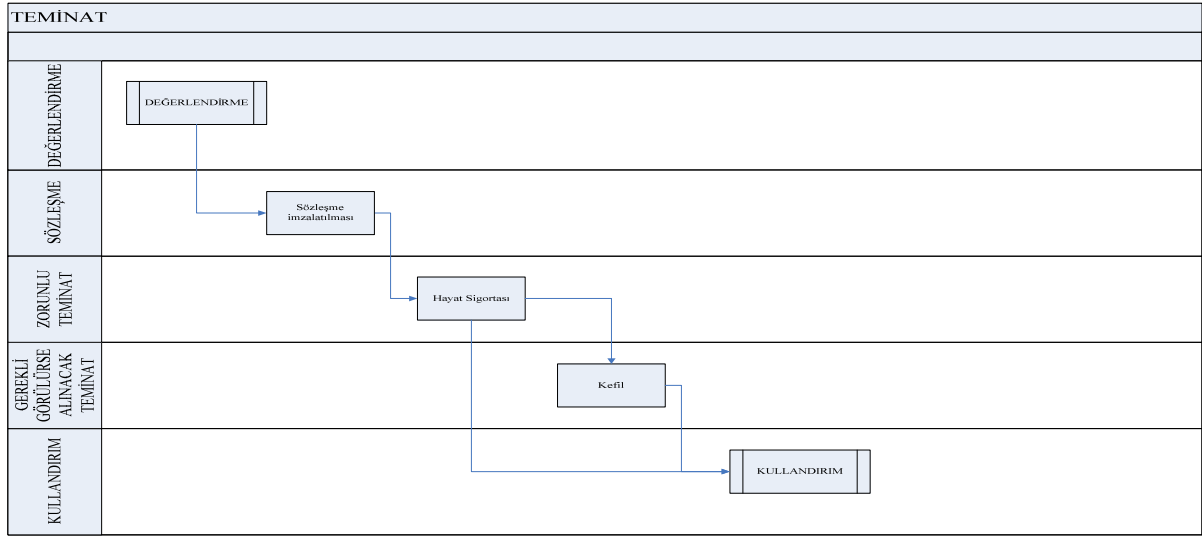 TEMİNAT
DEĞERLENDİRME
DEĞERLENDİRME
SÖZLEŞME
Sözleşme
imzalatılması
ZORUNLU
TEMİNAT
Hayat Sigortası
GEREKLİ
GÖRÜLÜRSE
ALINACAK
TEMİNAT
Kefil
KULLANDIRIM
KULLANDIRIM